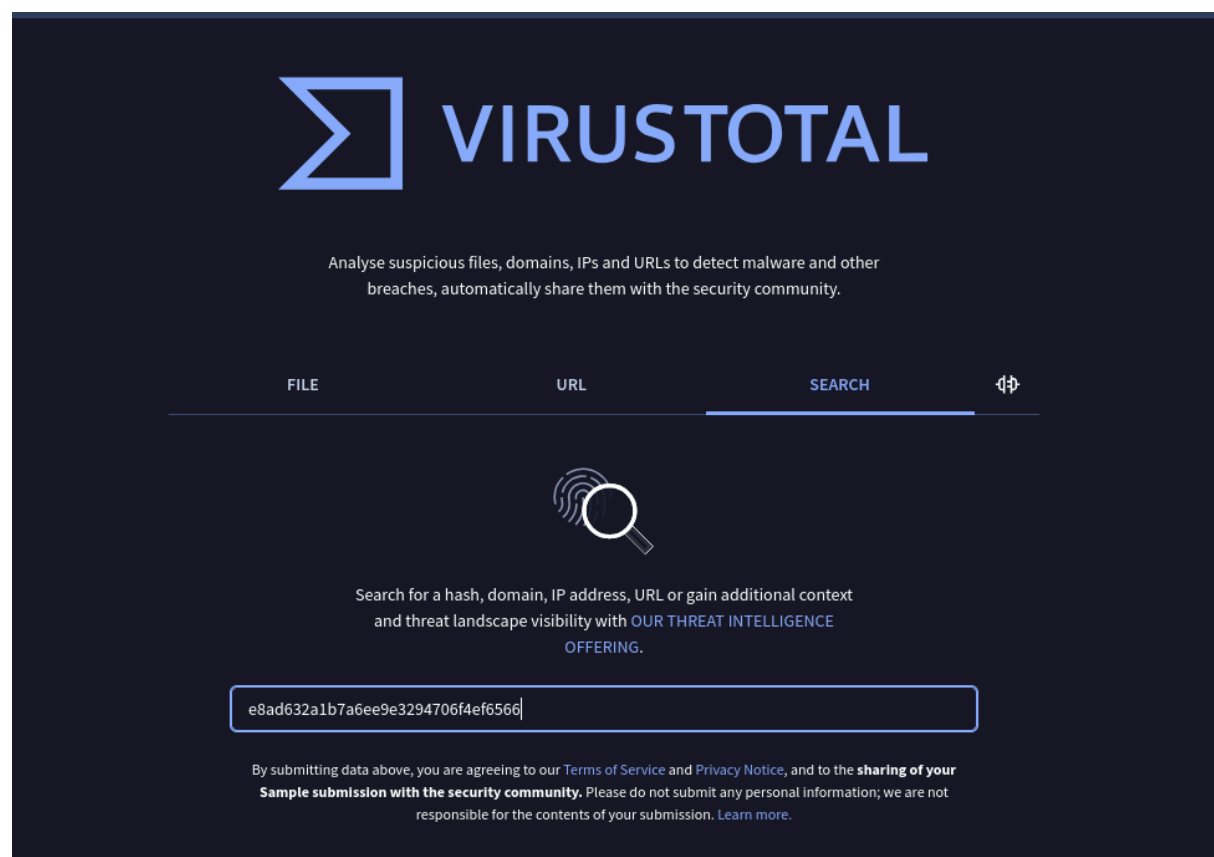 VIRUSTOTAL
Analyse suspicious files, domains, IPs and URLs to detect malware and other
breaches, automatically share them with the security community.
FILE URL SEARCH
Search for a hash, domain, IP address, URL or gain additional context
and threat landscape visibility with OUR THREAT INTELLIGENCE
OFFERING.
e8ad632a1b7a6ee9e3294706f4ef6566
By submitting data above, you are agreeing to our Terms of Service and Privacy Notice, and to the sharing of your
Sample submission with the security community. Please do not submit any personal information; we are not
responsible for the contents of your submission. Learn more.